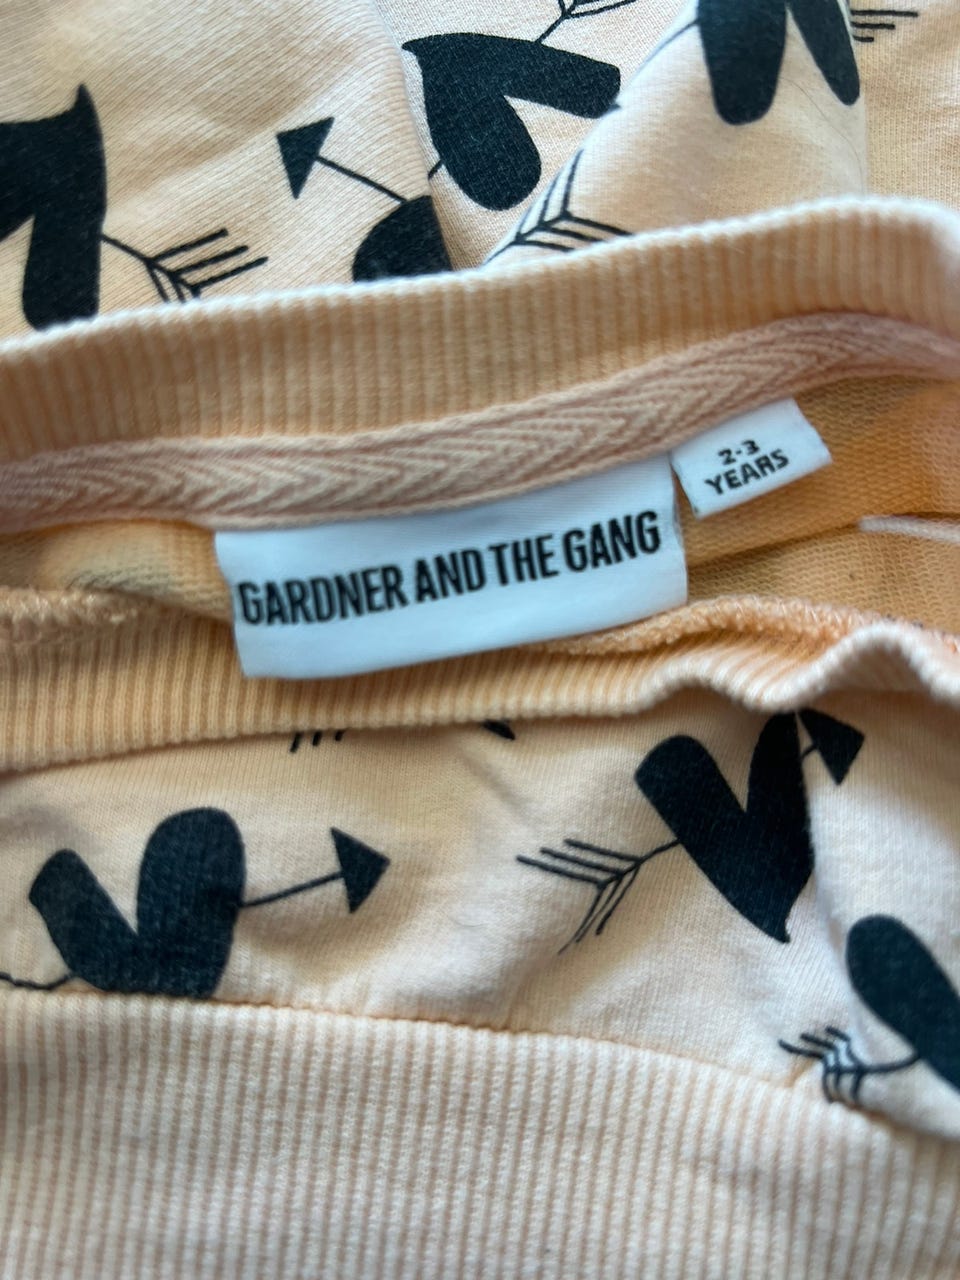 2-3
YEARS
GARDNER AND THE GANG